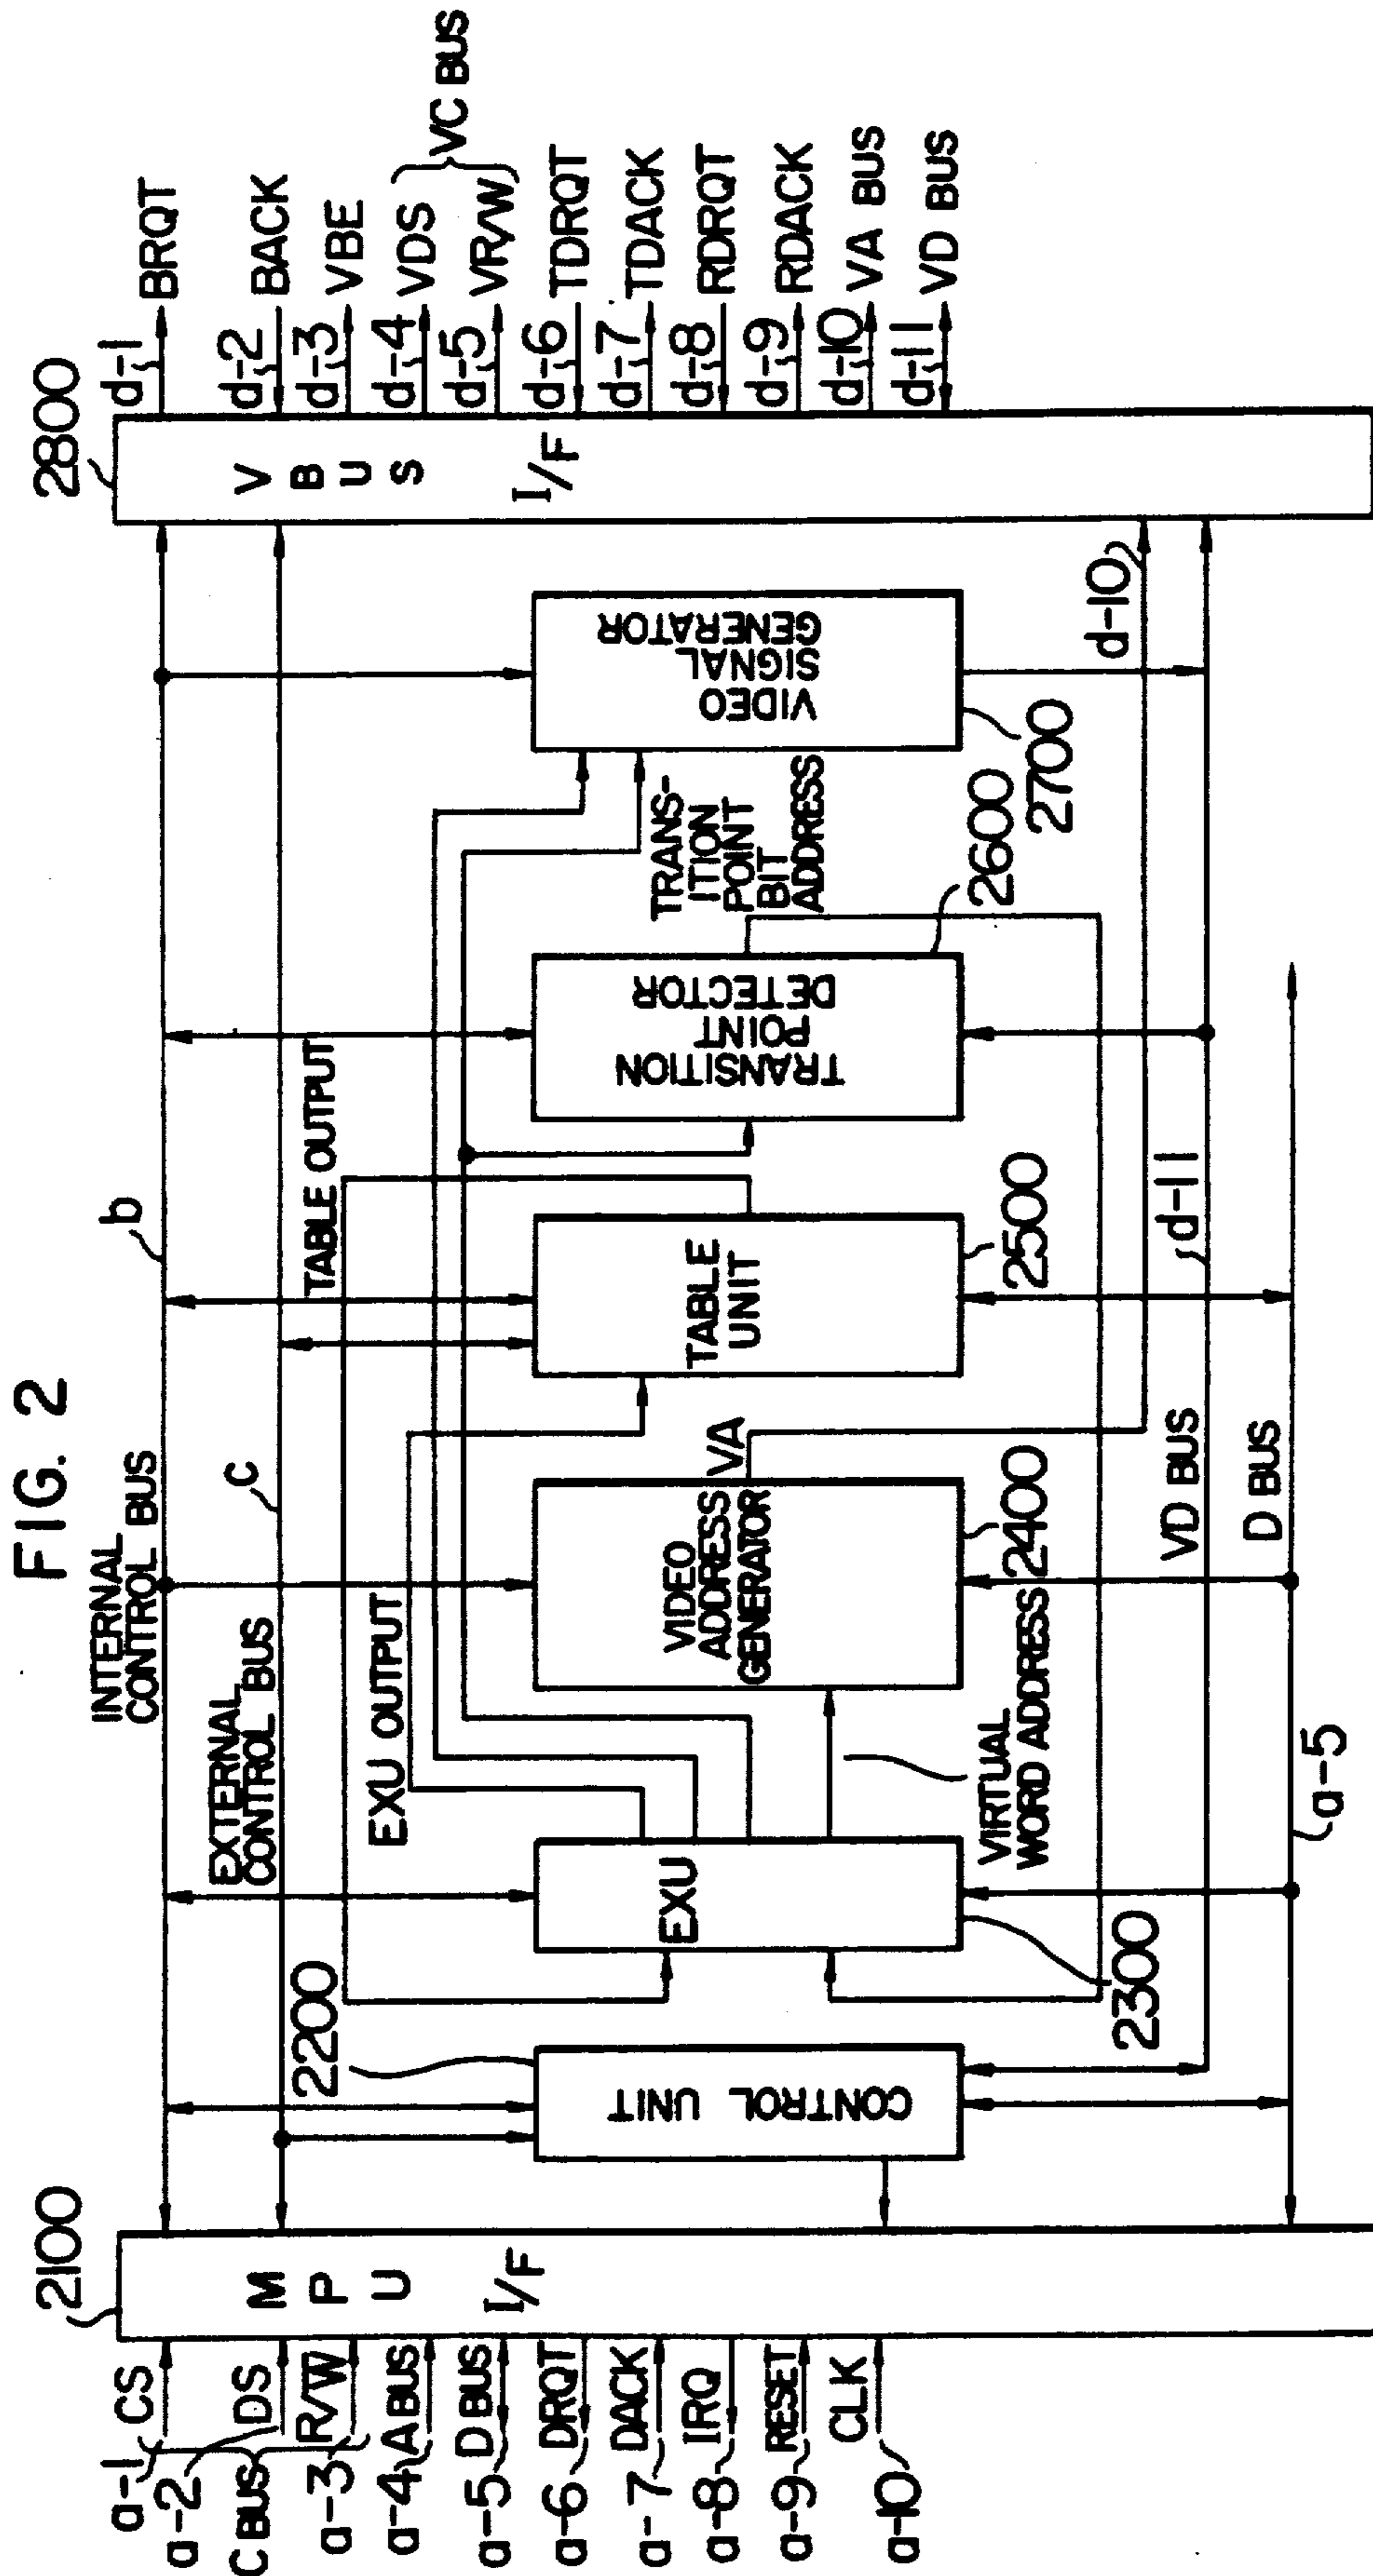 FIG. 2
2100
MPU I/F
a-1 CS
a-2 DS
C BUS
a-3 R/W
a-4 A BUS
a-5 D BUS
a-6 DRQT
a-7 DACK
a-8 IRQ
a-9 RESET
a-10 CLK
INTERNAL
CONTROL BUS
b
EXTERNAL
CONTROL BUS
c
2200
CONTROL UNIT
EXU
2300
EXU OUTPUT
TABLE OUTPUT
VIRTUAL
WORD ADDRESS
VIDEO
ADDRESS
GENERATOR
2400
VA
TABLE
UNIT
2500
TRANSITION
POINT
DETECTOR
2600
TRANS-
ITION
POINT
BIT
ADDRESS
VIDEO
SIGNAL
GENERATOR
2700
d-10
VD BUS
d-11
D BUS
a-5
2800
VBUS I/F
d-1 BRQT
d-2 BACK
d-3 VBE
d-4 VDS
d-5 VR/W
VC BUS
d-6 TDRQT
d-7 TDACK
d-8 RDRQT
d-9 RDACK
d-10 VA BUS
d-11 VD BUS